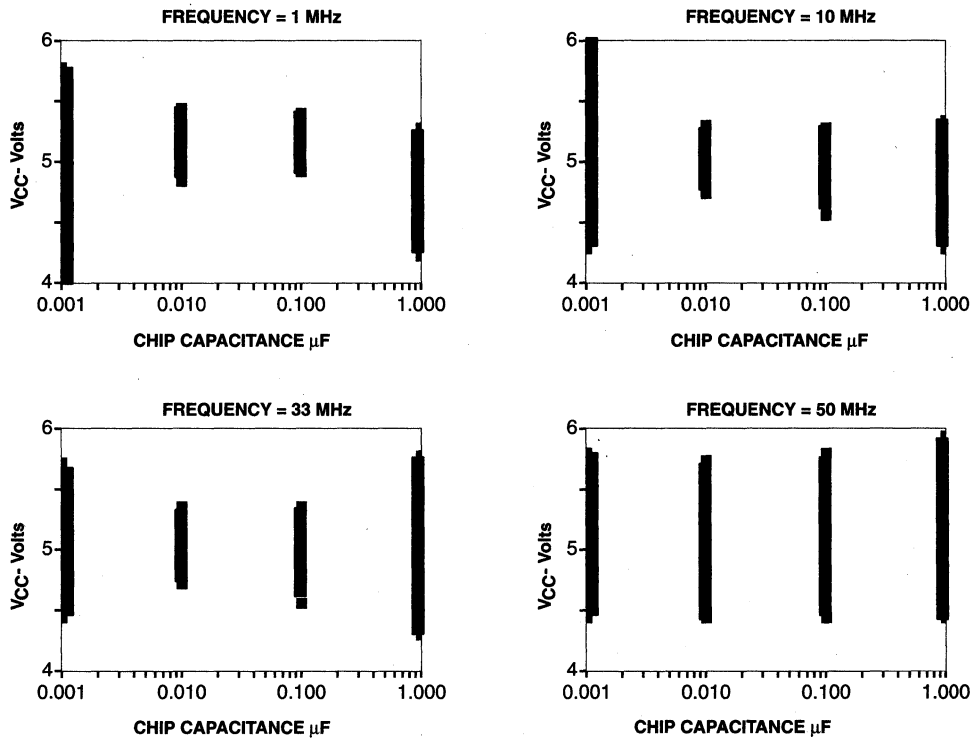 FREQUENCY = 1 MHz
6
5
4
VCC- Volts
0.001 0.010 0.100 1.000
CHIP CAPACITANCE µF
FREQUENCY = 10 MHz
6
5
4
VCC- Volts
0.001 0.010 0.100 1.000
CHIP CAPACITANCE µF
FREQUENCY = 33 MHz
6
5
4
VCC- Volts
0.001 0.010 0.100 1.000
CHIP CAPACITANCE µF
FREQUENCY = 50 MHz
6
5
4
VCC- Volts
0.001 0.010 0.100 1.000
CHIP CAPACITANCE µF